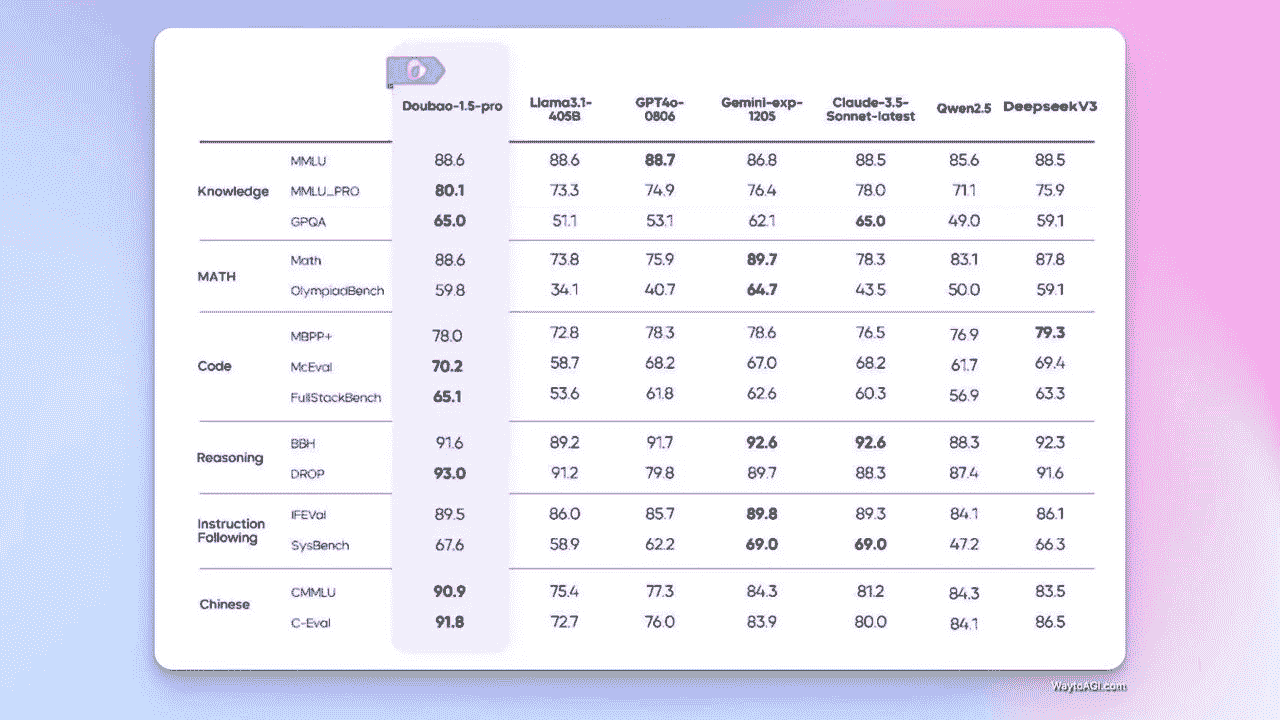 Doubao-1.5-pro Llama3.1-405B GPT4o-0806 Gemini-exp-1205 Claude-3.5-Sonnet-latest Qwen2.5 DeepseekV3
Knowledge
MMLU 88.6 88.6 88.7 86.8 88.5 85.6 88.5
MMLU_PRO 80.1 73.3 74.9 76.4 78.0 71.1 75.9
GPQA 65.0 51.1 53.1 62.1 65.0 49.0 59.1
MATH
Math 88.6 73.8 75.9 89.7 78.3 83.1 87.8
OlympiadBench 59.8 34.1 40.7 64.7 43.5 50.0 59.1
Code
MBPP+ 78.0 72.8 78.3 78.6 76.5 76.9 79.3
McEval 70.2 58.7 68.2 67.0 68.2 61.7 69.4
FullStackBench 65.1 53.6 61.8 62.6 60.3 56.9 63.3
Reasoning
BBH 91.6 89.2 91.7 92.6 92.6 88.3 92.3
DROP 93.0 91.2 79.8 89.7 88.3 87.4 91.6
Instruction Following
IFEVal 89.5 86.0 85.7 89.8 89.3 84.1 86.1
SysBench 67.6 58.9 62.2 69.0 69.0 47.2 66.3
Chinese
CMMLU 90.9 75.4 77.3 84.3 81.2 84.3 83.5
C-Eval 91.8 72.7 76.0 83.9 80.0 84.1 86.5
WaytoAGI.com